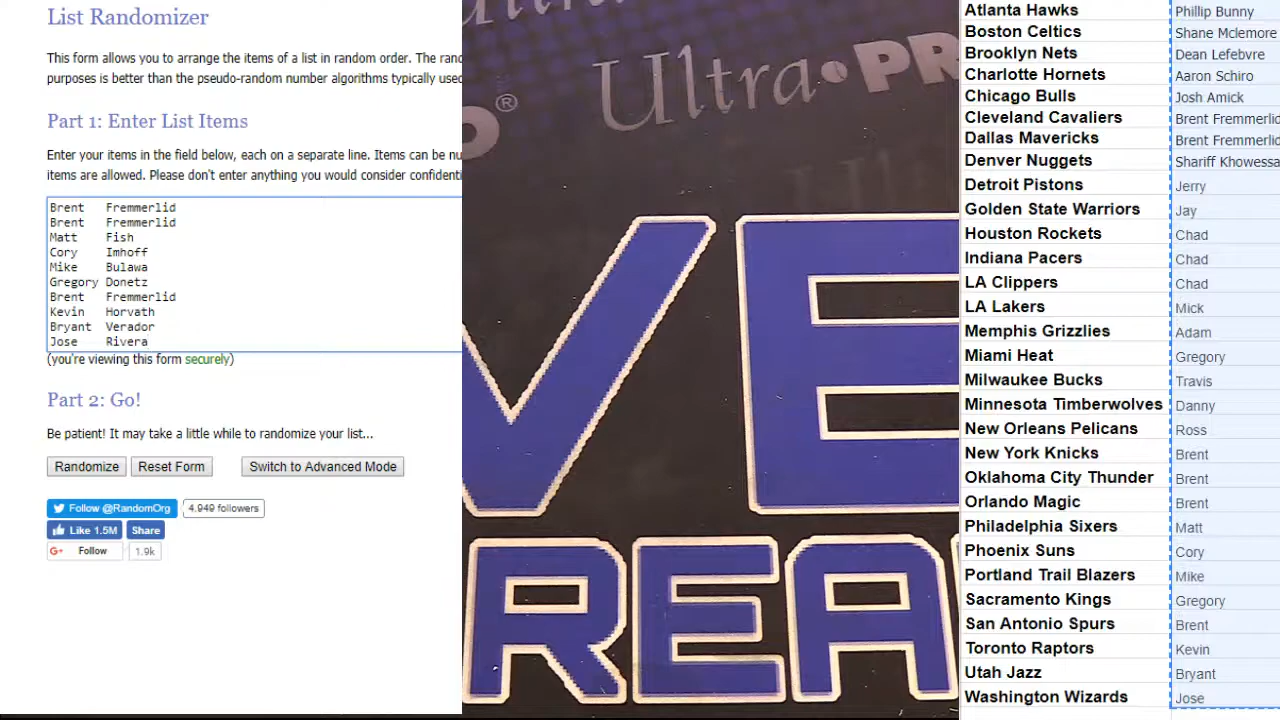 List Randomizer
This form allows you to arrange the items of a list in random order. The
purposes is better than the pseudo-random number algorithms typically used
Part 1: Enter List Items
Enter your items in the field below, each on a separate line. Items can be
items are allowed. Please don't enter anything you would consider
Brent Fremmerlid
Brent Fremmerlid
Matt Fish
Cory Imhoff
Mike Bulawa
Gregory Donetz
Brent Fremmerlid
Kevin Horvath
Bryant Verador
Jose Rivera
(you're viewing this form securely)
Part 2: Go!
Be patient! It may take a little while to randomize your list...
Randomize Reset Form Switch to Advanced Mode
Follow @RandomOrg 4,949 followers
Like 1.5M Share
G+ Follow 1.9k
Ultra•PR
VE
REA
Atlanta Hawks Phillip Bunny
Boston Celtics Shane Mclemore
Brooklyn Nets Dean Lefebvre
Charlotte Hornets Aaron Schiro
Chicago Bulls Josh Amick
Cleveland Cavaliers Brent Fremmerlid
Dallas Mavericks Brent Fremmerlid
Denver Nuggets Shariff Khowessa
Detroit Pistons Jerry
Golden State Warriors Jay
Houston Rockets Chad
Indiana Pacers Chad
LA Clippers Chad
LA Lakers Mick
Memphis Grizzlies Adam
Miami Heat Gregory
Milwaukee Bucks Travis
Minnesota Timberwolves Danny
New Orleans Pelicans Ross
New York Knicks Brent
Oklahoma City Thunder Brent
Orlando Magic Brent
Philadelphia Sixers Matt
Phoenix Suns Cory
Portland Trail Blazers Mike
Sacramento Kings Gregory
San Antonio Spurs Brent
Toronto Raptors Kevin
Utah Jazz Bryant
Washington Wizards Jose